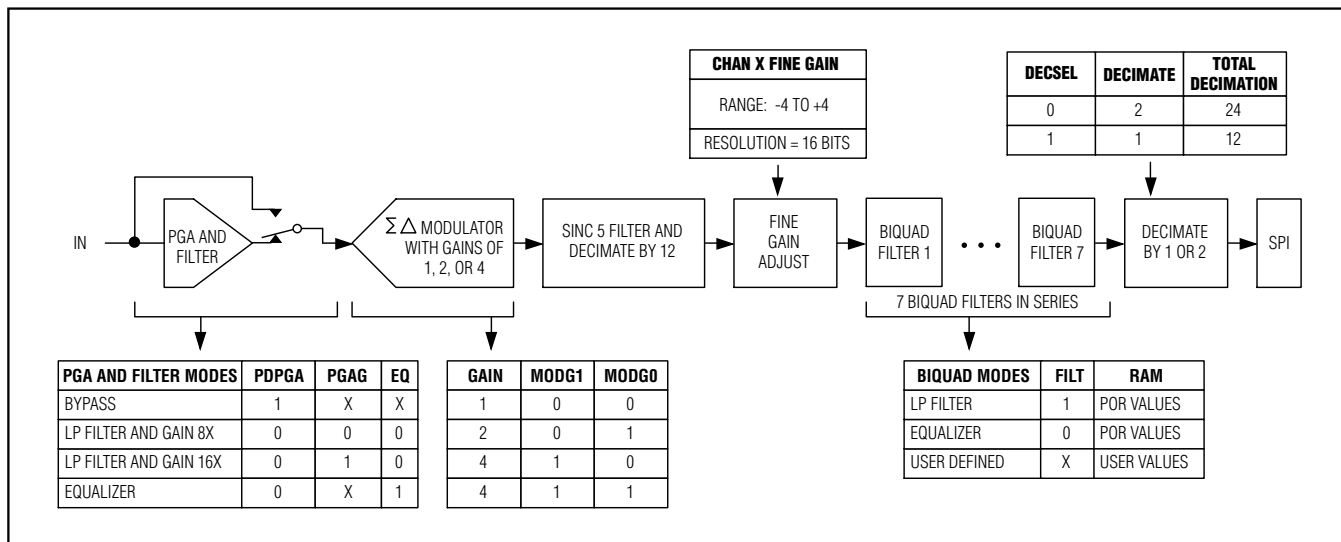 CHAN X FINE GAIN
RANGE: -4 TO +4
RESOLUTION = 16 BITS
DECSEL DECIMATE TOTAL
DECIMATION
0 2 24
1 1 12
IN
PGA AND
FILTER
ΣΔ MODULATOR
WITH GAINS OF
1, 2, OR 4
SINC 5 FILTER AND
DECIMATE BY 12
FINE
GAIN
ADJUST
BIQUAD
FILTER 1
• • •
BIQUAD
FILTER 7
DECIMATE
BY 1 OR 2
SPI
7 BIQUAD FILTERS IN SERIES
PGA AND FILTER MODES PDPGA PGAG EQ
BYPASS 1 X X
LP FILTER AND GAIN 8X 0 0 0
LP FILTER AND GAIN 16X 0 1 0
EQUALIZER 0 X 1
GAIN MODG1 MODG0
1 0 0
2 0 1
4 1 0
4 1 1
BIQUAD MODES FILT RAM
LP FILTER 1 POR VALUES
EQUALIZER 0 POR VALUES
USER DEFINED X USER VALUES